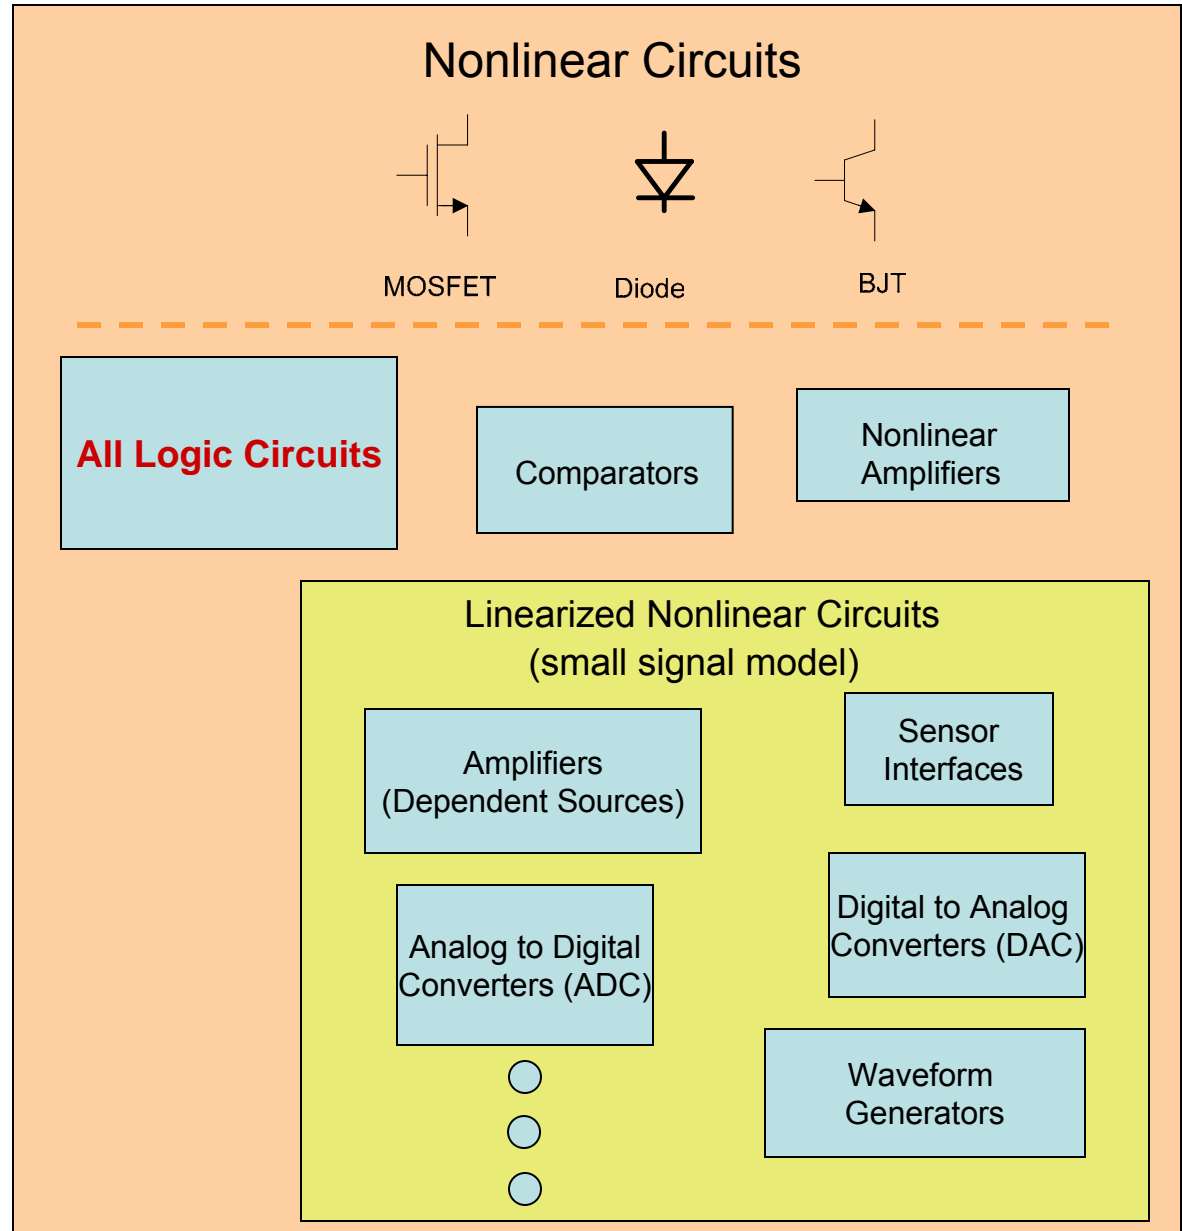 Nonlinear Circuits
MOSFET
Diode
BJT
All Logic Circuits
Comparators
Nonlinear
Amplifiers
Linearized Nonlinear Circuits
(small signal model)
Amplifiers
(Dependent Sources)
Sensor
Interfaces
Analog to Digital
Converters (ADC)
Digital to Analog
Converters (DAC)
Waveform
Generators